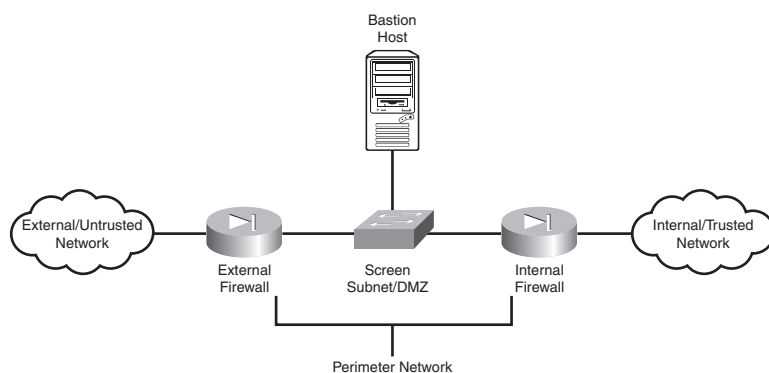 Bastion
Host
External/Untrusted
Network
Internal/Trusted
Network
External
Firewall
Screen
Subnet/DMZ
Internal
Firewall
Perimeter Network